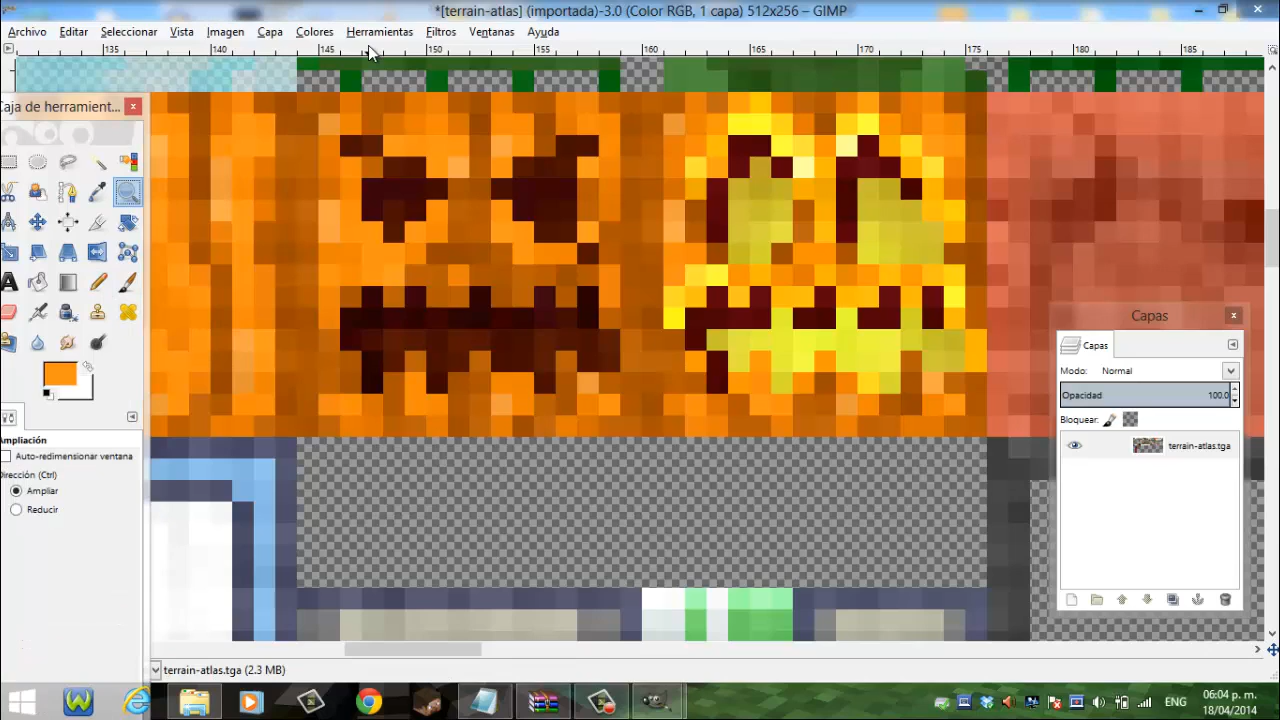 *[terrain-atlas] (importada)-3.0 (Color RGB, 1 capa) 512x256 – GIMP
Archivo Editar Seleccionar Vista Imagen Capa Colores Herramientas Filtros Ventanas Ayuda
135 140 145 150 155 160 165 170 175 180 185
Caja de herramient...
Ampliación
Auto-redimensionar ventana
Dirección (Ctrl)
Ampliar
Reducir
Capas
Capas
Modo: Normal
Opacidad 100.0
Bloquear:
terrain-atlas.tga
terrain-atlas.tga (2.3 MB)
ENG
06:04 p. m.
18/04/2014